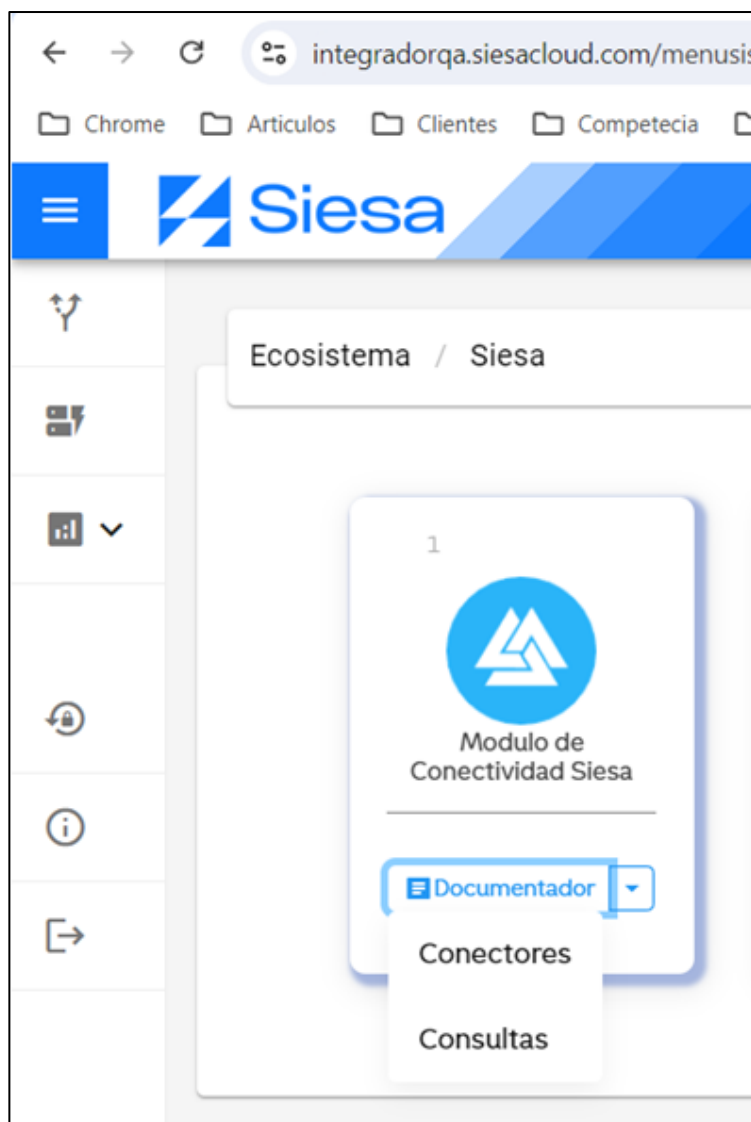 integradorqa.siesacloud.com/menusis
Chrome Articulos Clientes Competecia
Siesa
Ecosistema / Siesa
1
Modulo de
Conectividad Siesa
Documentador
Conectores
Consultas